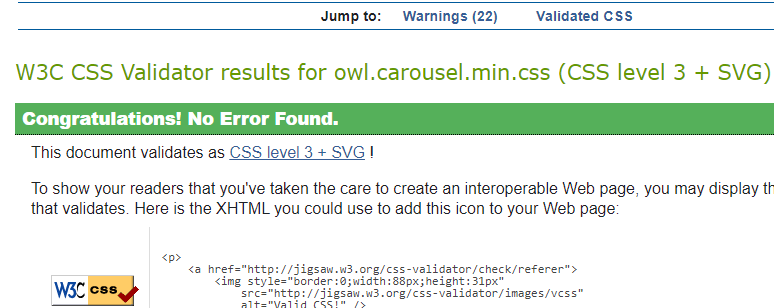 Jump to: Warnings (22) Validated CSS
W3C CSS Validator results for owl.carousel.min.css (CSS level 3 + SVG)
Congratulations! No Error Found.
This document validates as CSS level 3 + SVG !
To show your readers that you've taken the care to create an interoperable Web page, you may display th
that validates. Here is the XHTML you could use to add this icon to your Web page:
<p>
<a href="http://jigsaw.w3.org/css-validator/check/referer">
<img style="border:0;width:88px;height:31px"
src="http://jigsaw.w3.org/css-validator/images/vcss"
alt="Valid CSS!" />
W3C css